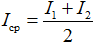 I_ср = (I_1 + I_2) / 2